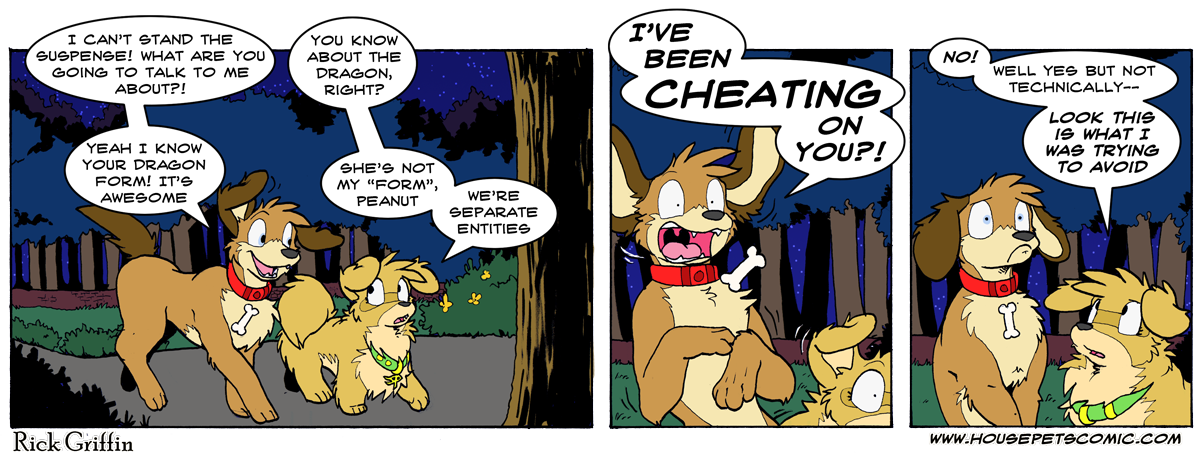 I CAN'T STAND THE
SUSPENSE! WHAT ARE YOU
GOING TO TALK TO ME
ABOUT?!
YOU KNOW
ABOUT THE
DRAGON,
RIGHT?
YEAH I KNOW
YOUR DRAGON
FORM! IT'S
AWESOME
SHE'S NOT
MY "FORM",
PEANUT
WE'RE
SEPARATE
ENTITIES
I'VE
BEEN
CHEATING
ON
YOU?!
NO!
WELL YES BUT NOT
TECHNICALLY--
LOOK THIS
IS WHAT I
WAS TRYING
TO AVOID
Rick Griffin
WWW.HOUSEPETSCOMIC.COM